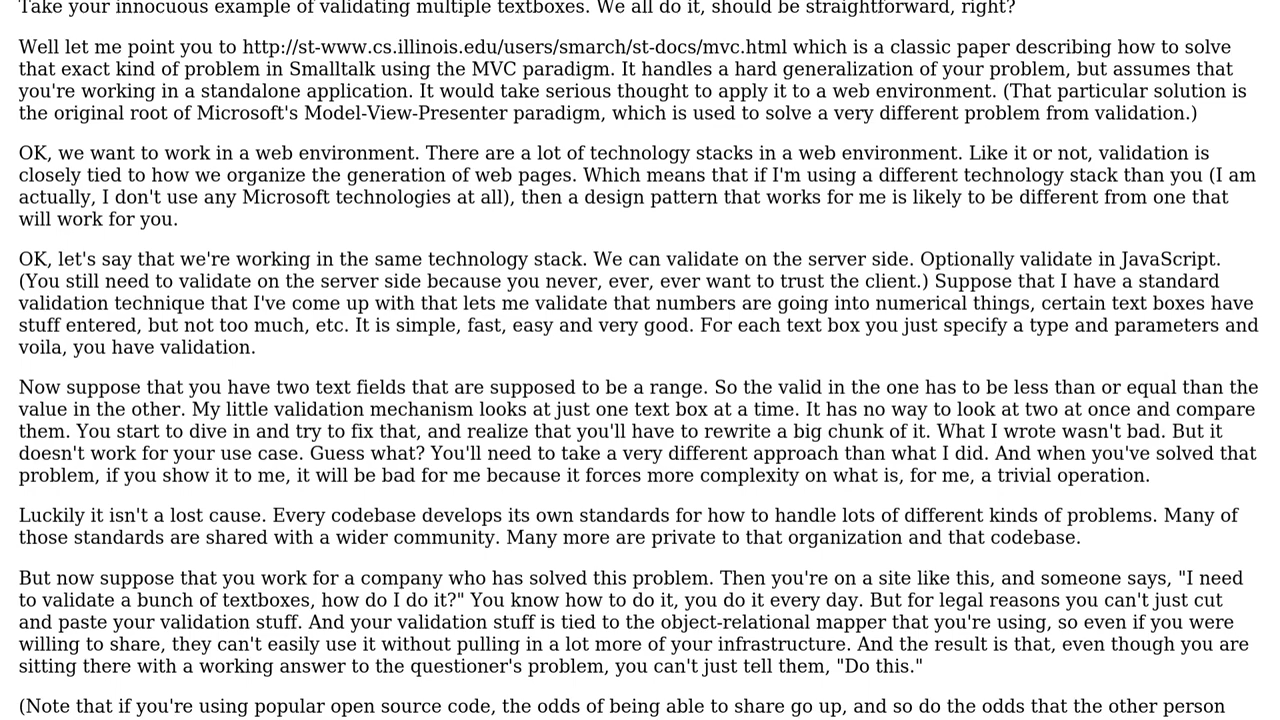 Take your innocuous example of validating multiple textboxes. We all do it, should be straightforward, right?
Well let me point you to http://st-www.cs.illinois.edu/users/smarch/st-docs/mvc.html which is a classic paper describing how to solve
that exact kind of problem in Smalltalk using the MVC paradigm. It handles a hard generalization of your problem, but assumes that
you're working in a standalone application. It would take serious thought to apply it to a web environment. (That particular solution is
the original root of Microsoft's Model-View-Presenter paradigm, which is used to solve a very different problem from validation.)
OK, we want to work in a web environment. There are a lot of technology stacks in a web environment. Like it or not, validation is
closely tied to how we organize the generation of web pages. Which means that if I'm using a different technology stack than you (I am
actually, I don't use any Microsoft technologies at all), then a design pattern that works for me is likely to be different from one that
will work for you.
OK, let's say that we're working in the same technology stack. We can validate on the server side. Optionally validate in JavaScript.
(You still need to validate on the server side because you never, ever, ever want to trust the client.) Suppose that I have a standard
validation technique that I've come up with that lets me validate that numbers are going into numerical things, certain text boxes have
stuff entered, but not too much, etc. It is simple, fast, easy and very good. For each text box you just specify a type and parameters and
voila, you have validation.
Now suppose that you have two text fields that are supposed to be a range. So the valid in the one has to be less than or equal than the
value in the other. My little validation mechanism looks at just one text box at a time. It has no way to look at two at once and compare
them. You start to dive in and try to fix that, and realize that you'll have to rewrite a big chunk of it. What I wrote wasn't bad. But it
doesn't work for your use case. Guess what? You'll need to take a very different approach than what I did. And when you've solved that
problem, if you show it to me, it will be bad for me because it forces more complexity on what is, for me, a trivial operation.
Luckily it isn't a lost cause. Every codebase develops its own standards for how to handle lots of different kinds of problems. Many of
those standards are shared with a wider community. Many more are private to that organization and that codebase.
But now suppose that you work for a company who has solved this problem. Then you're on a site like this, and someone says, "I need
to validate a bunch of textboxes, how do I do it?" You know how to do it, you do it every day. But for legal reasons you can't just cut
and paste your validation stuff. And your validation stuff is tied to the object-relational mapper that you're using, so even if you were
willing to share, they can't easily use it without pulling in a lot more of your infrastructure. And the result is that, even though you are
sitting there with a working answer to the questioner's problem, you can't just tell them, "Do this."
(Note that if you're using popular open source code, the odds of being able to share go up, and so do the odds that the other person